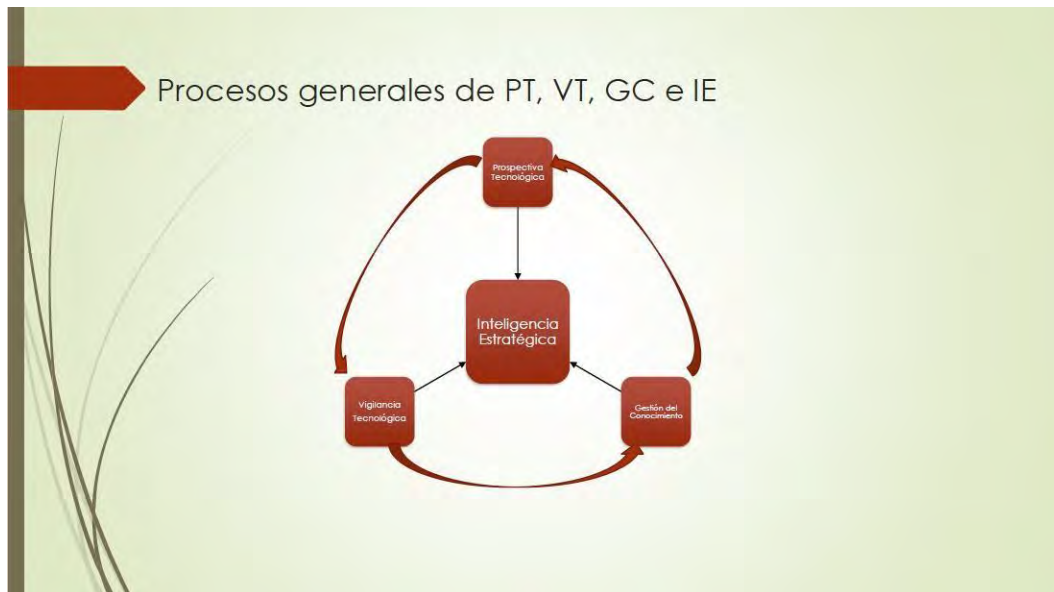 Procesos generales de PT, VT, GC e IE
Prospectiva
Tecnológica
Inteligencia
Estratégica
Vigilancia
Tecnológica
Gestión del
Conocimiento